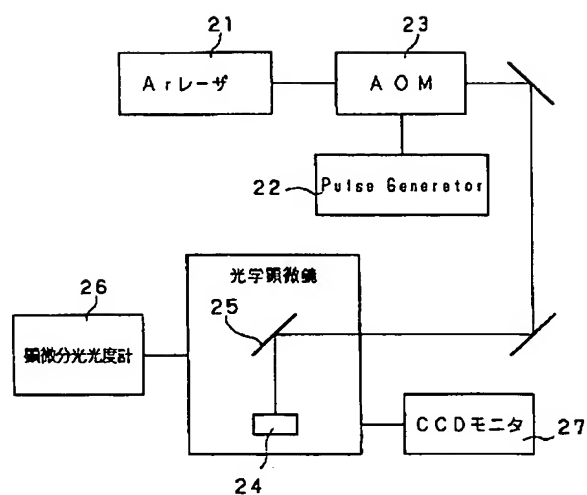 21
23
Arレーザ
AOM
22
Pulse Generator
光学顕微鏡
26
25
顕微分光光度計
CCDモニタ
27
24